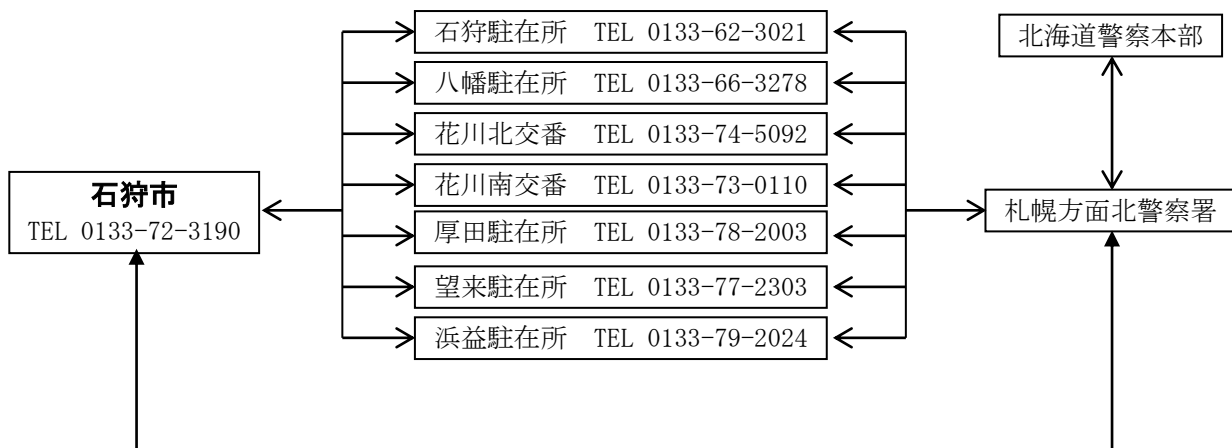 石狩駐在所 TEL 0133-62-3021
北海道警察本部
八幡駐在所 TEL 0133-66-3278
花川北交番 TEL 0133-74-5092
石狩市
TEL 0133-72-3190
花川南交番 TEL 0133-73-0110
札幌方面北警察署
厚田駐在所 TEL 0133-78-2003
望来駐在所 TEL 0133-77-2303
浜益駐在所 TEL 0133-79-2024